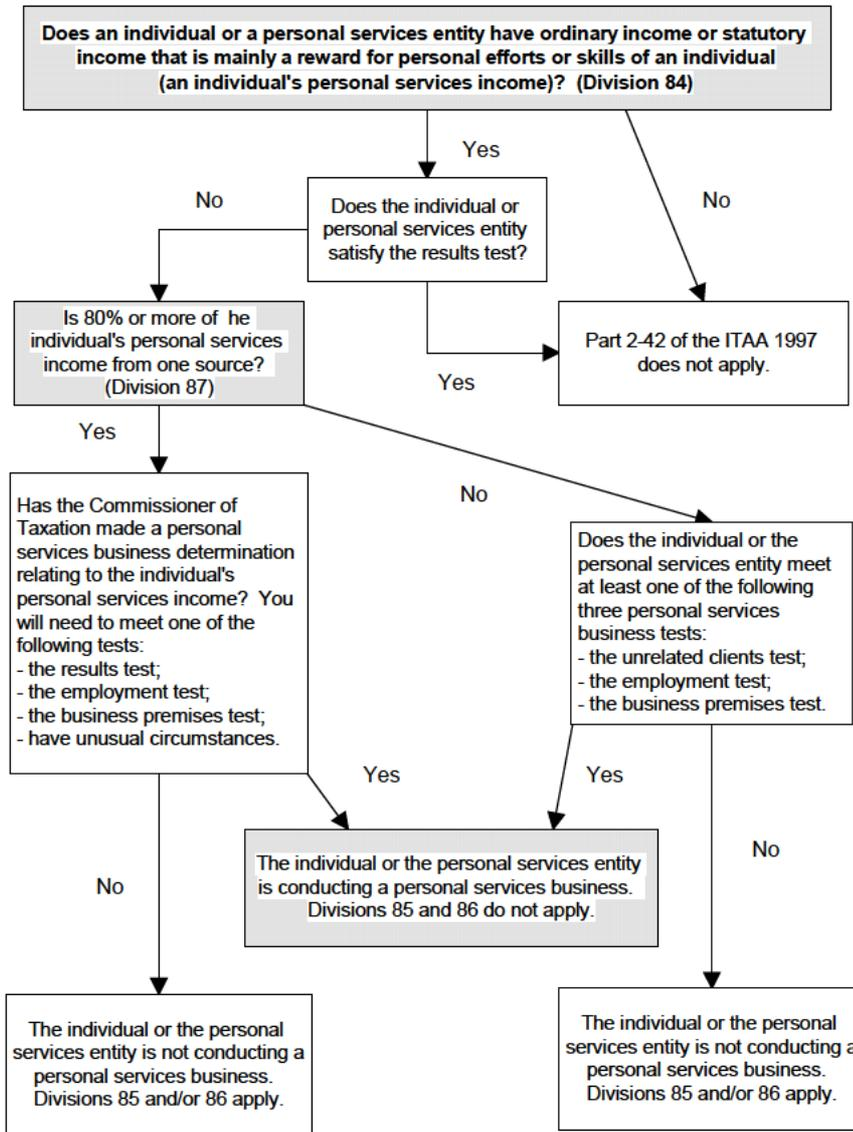 Does an individual or a personal services entity have ordinary income or statutory
income that is mainly a reward for personal efforts or skills of an individual
(an individual's personal services income)? (Division 84)
Yes
No
No
Does the individual or
personal services entity
satisfy the results test?
Is 80% or more of he
individual's personal services
income from one source?
(Division 87)
Yes
Part 2-42 of the ITAA 1997
does not apply.
Yes
No
Has the Commissioner of
Taxation made a personal
services business determination
relating to the individual's
personal services income? You
will need to meet one of the
following tests:
- the results test;
- the employment test;
- the business premises test;
- have unusual circumstances.
Does the individual or the
personal services entity meet
at least one of the following
three personal services
business tests:
- the unrelated clients test;
- the employment test;
- the business premises test.
Yes
Yes
No
No
The individual or the personal services entity
is conducting a personal services business.
Divisions 85 and 86 do not apply.
The individual or the personal
services entity is not conducting a
personal services business.
Divisions 85 and/or 86 apply.
The individual or the personal
services entity is not conducting a
personal services business.
Divisions 85 and/or 86 apply.